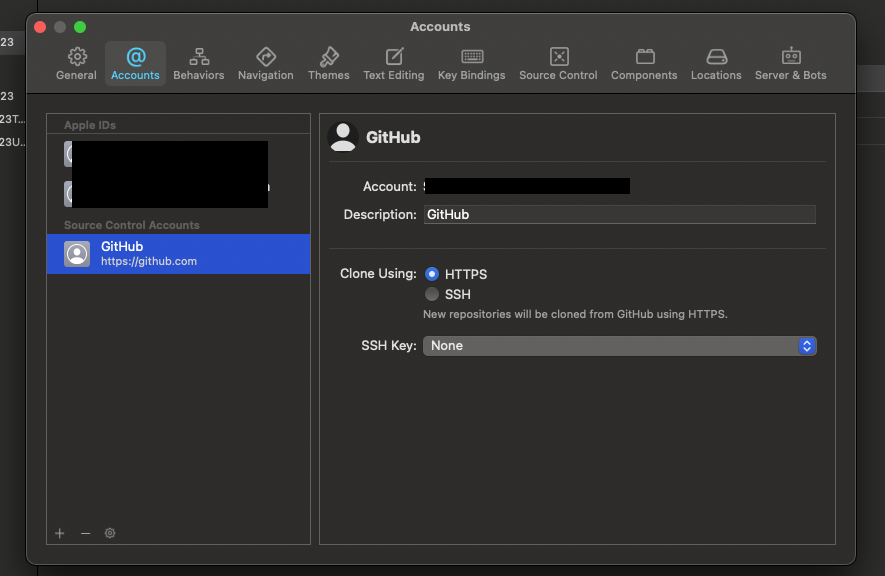 Accounts
23
General Accounts Behaviors Navigation Themes Text Editing Key Bindings Source Control Components Locations Server & Bots
23
23T...
23U...
Apple IDs
Source Control Accounts
GitHub
https://github.com
GitHub
Account:
Description: GitHub
Clone Using: HTTPS
SSH
New repositories will be cloned from GitHub using HTTPS.
SSH Key: None